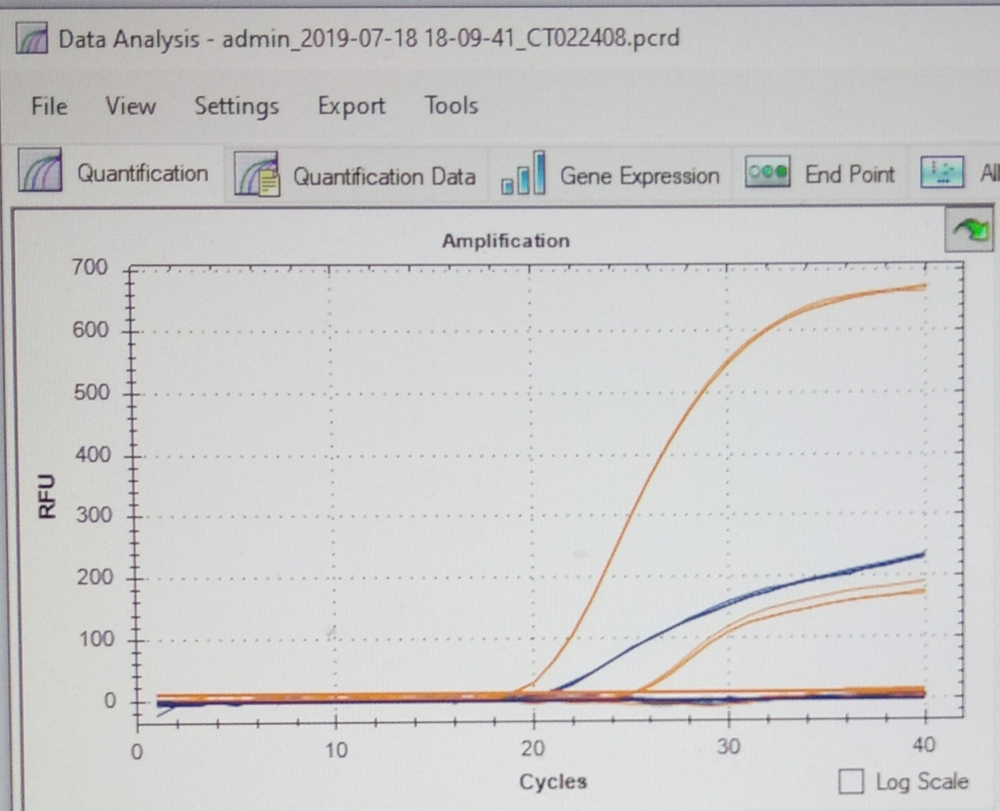 Data Analysis - admin_2019-07-18 18-09-41_CT022408.pcrd
File View Settings Export Tools
Quantification Quantification Data Gene Expression End Point All
Amplification
700
600
500
400
300
200
100
0
RFU
0 10 20 30 40
Cycles
Log Scale